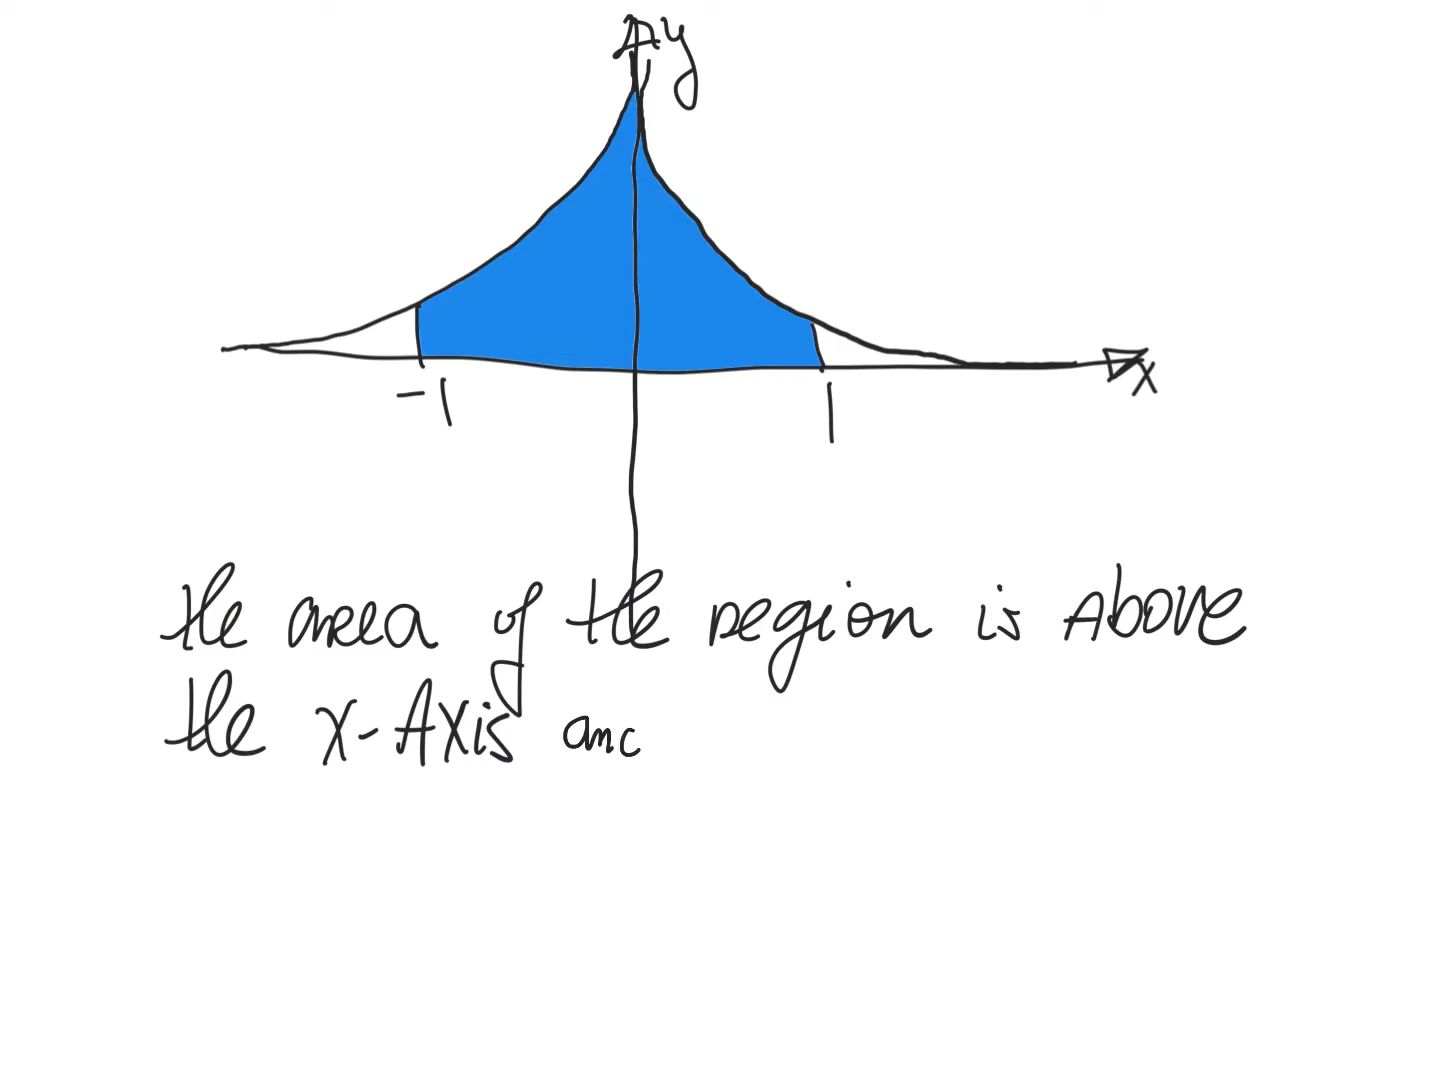 y
x
-1 1
the area of the region is Above
the x-Axis anc